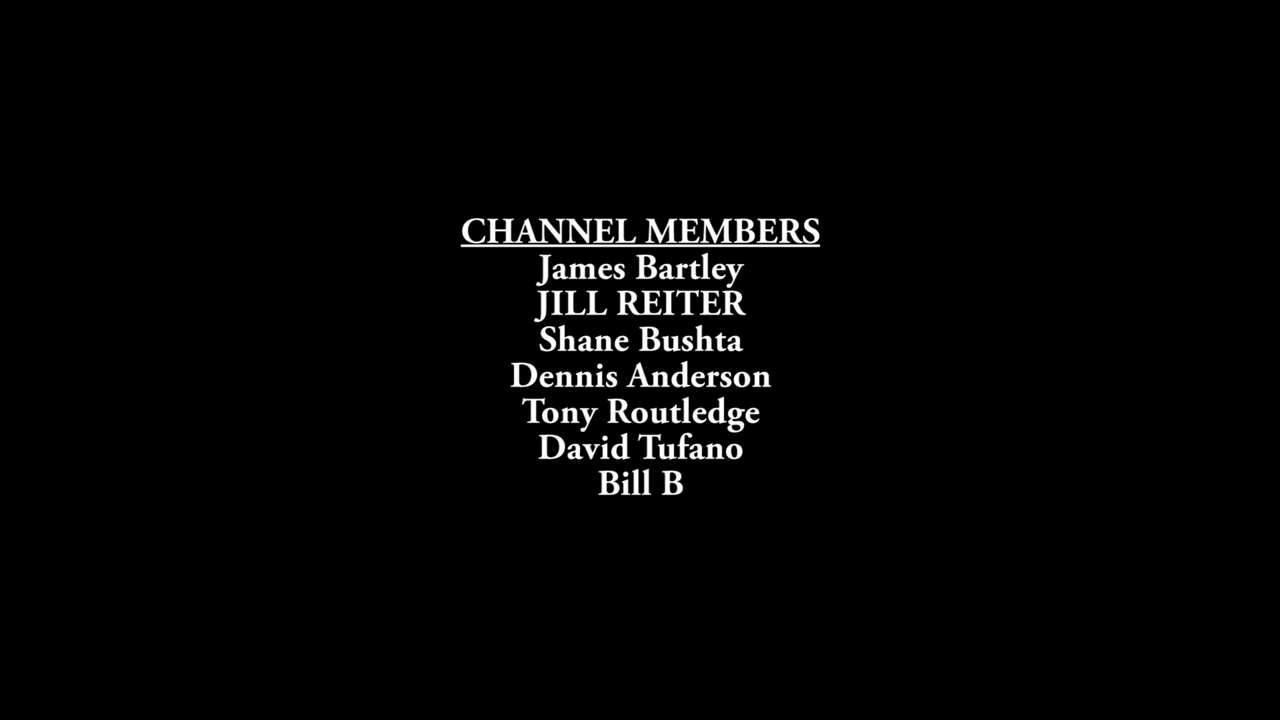 CHANNEL MEMBERS
James Bartley
JILL REITER
Shane Bushta
Dennis Anderson
Tony Routledge
David Tufano
Bill B